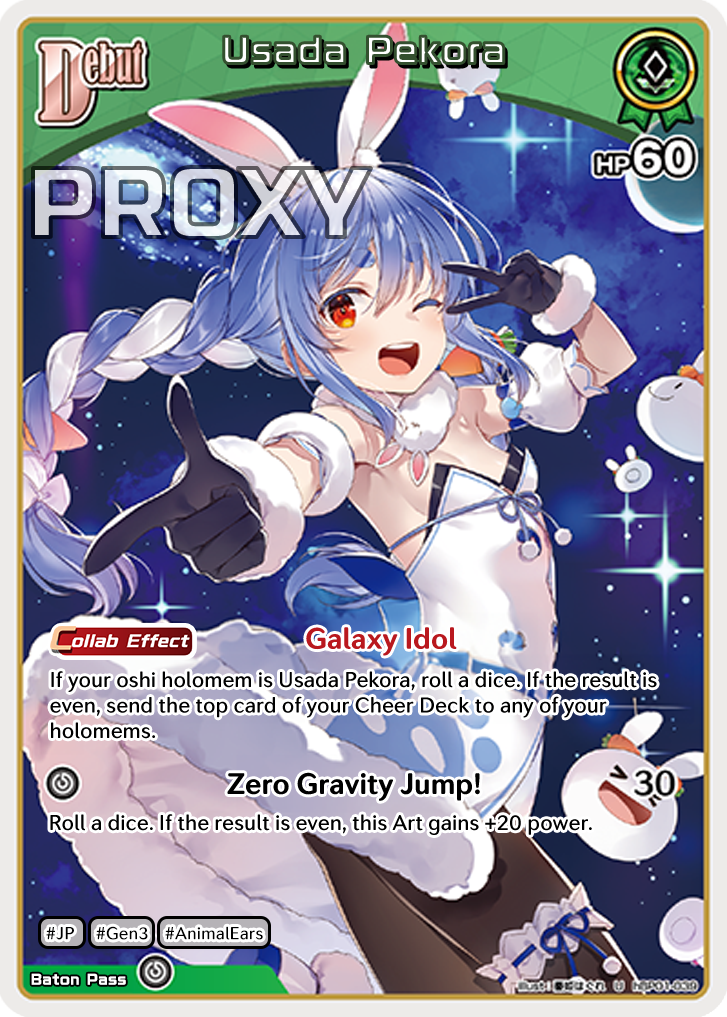 Debut
Usada Pekora
HP60
PROXY
Collab Effect
Galaxy Idol
If your oshi holomem is Usada Pekora, roll a dice. If the result is
even, send the top card of your Cheer Deck to any of your
holomems.
Zero Gravity Jump!
30
Roll a dice. If the result is even, this Art gains +20 power.
#JP
#Gen3
#AnimalEars
Baton Pass
illust: U hBP01-039